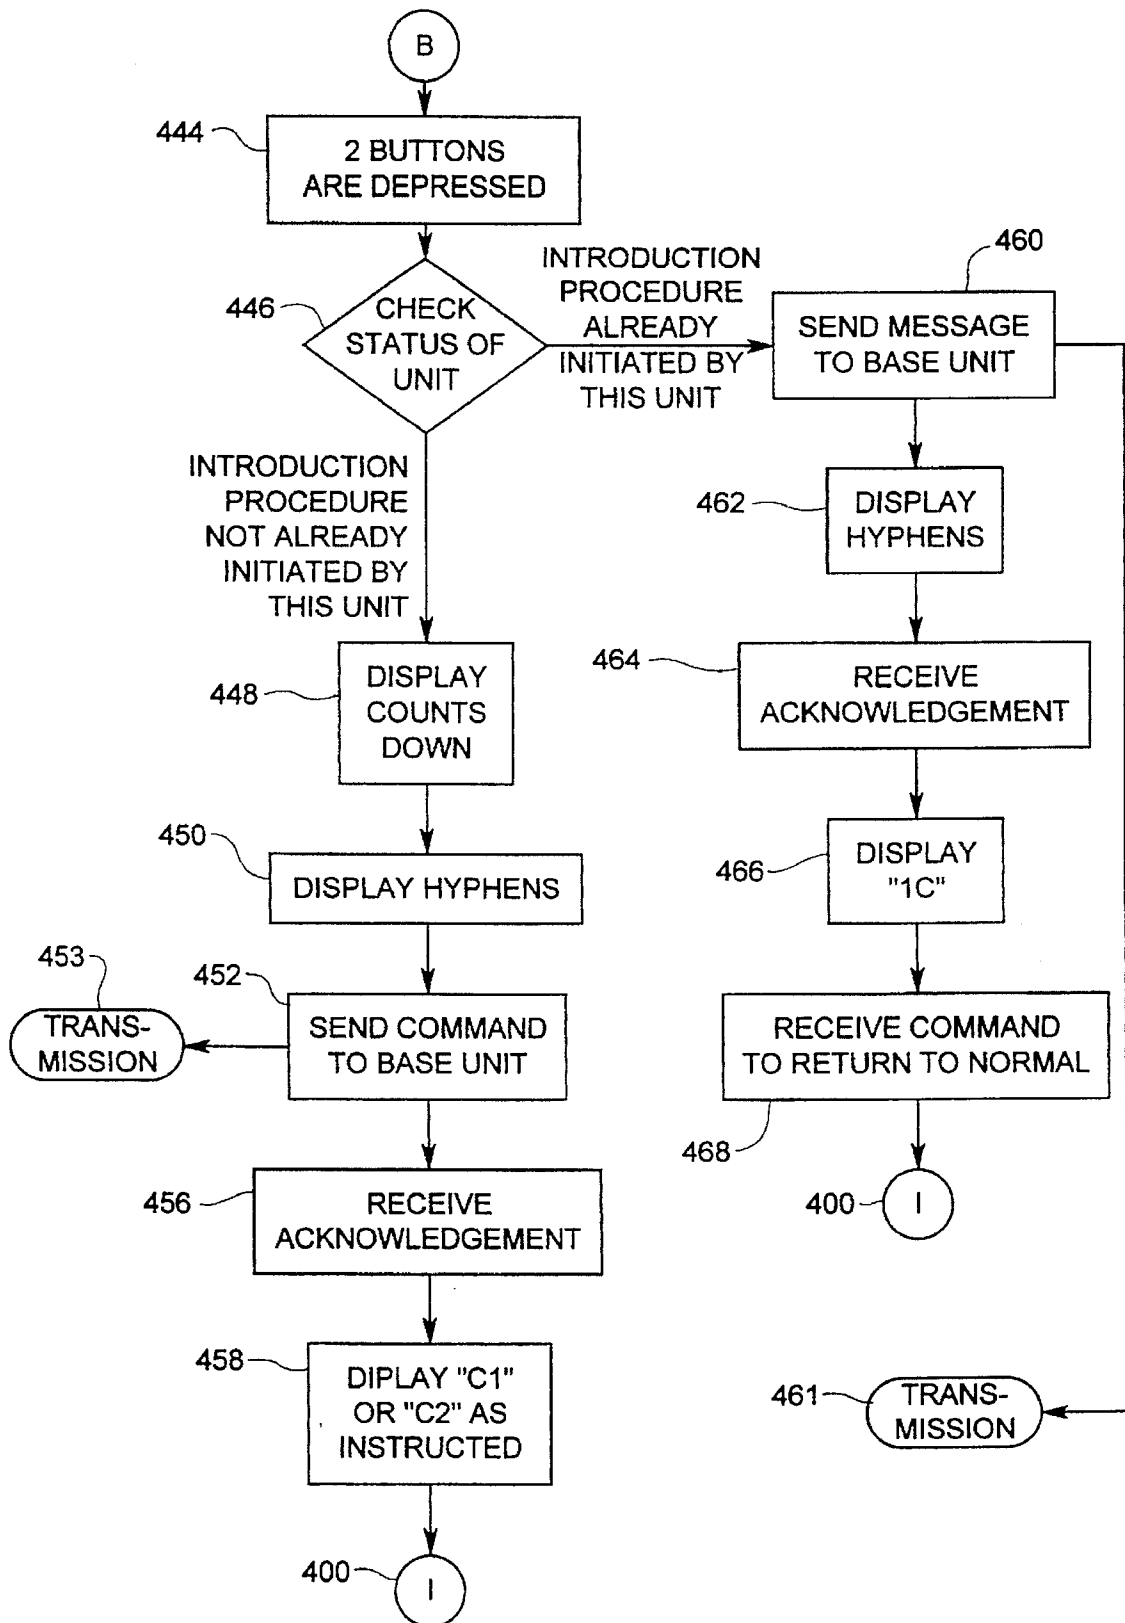 B
444
2 BUTTONS
ARE DEPRESSED
446
CHECK
STATUS OF
UNIT
INTRODUCTION
PROCEDURE
ALREADY
INITIATED BY
THIS UNIT
460
SEND MESSAGE
TO BASE UNIT
INTRODUCTION
PROCEDURE
NOT ALREADY
INITIATED BY
THIS UNIT
462
DISPLAY
HYPHENS
448
DISPLAY
COUNTS
DOWN
464
RECEIVE
ACKNOWLEDGEMENT
450
DISPLAY HYPHENS
466
DISPLAY
"1C"
453
TRANS-
MISSION
452
SEND COMMAND
TO BASE UNIT
RECEIVE COMMAND
TO RETURN TO NORMAL
468
456
RECEIVE
ACKNOWLEDGEMENT
400
I
458
DIPLAY "C1"
OR "C2" AS
INSTRUCTED
461
TRANS-
MISSION
400
I